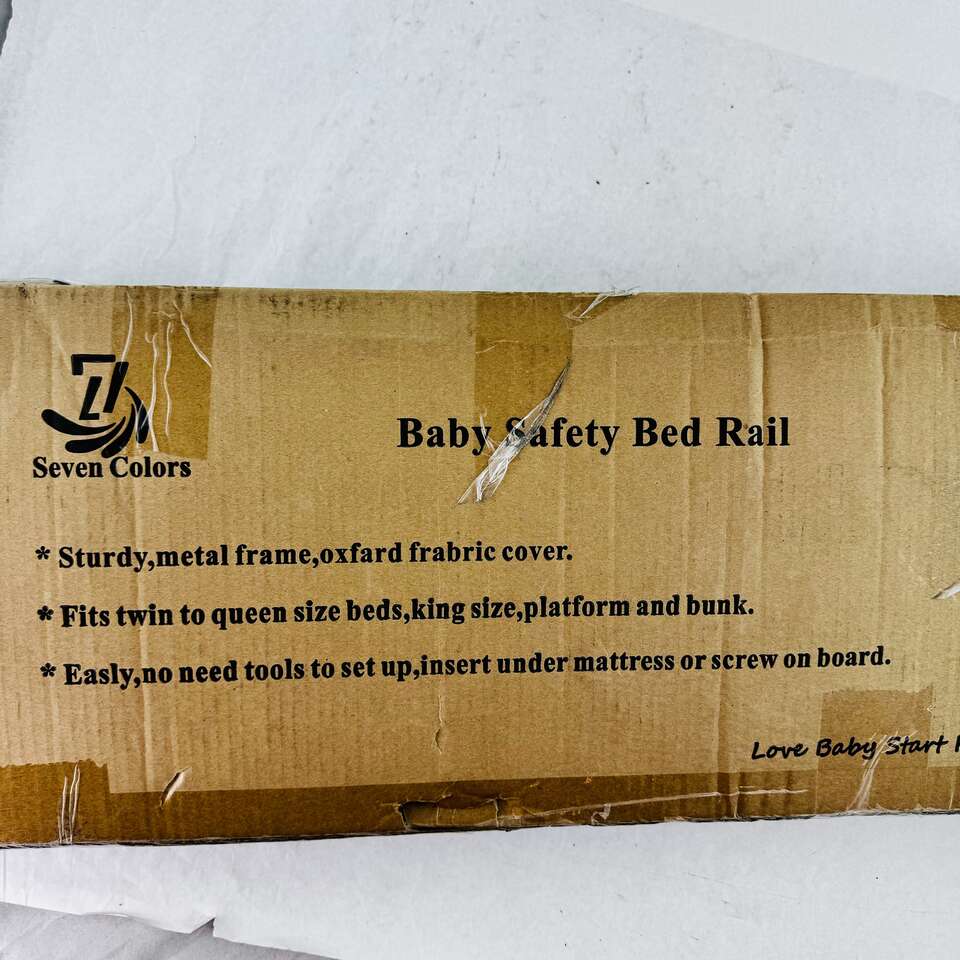 Seven Colors
Baby Safety Bed Rail
* Sturdy,metal frame,oxfard frabric cover.
* Fits twin to queen size beds,king size,platform and bunk.
* Easly,no need tools to set up,insert under mattress or screw on board.
Love Baby Start